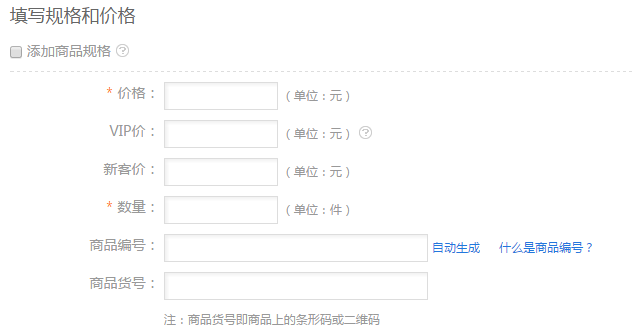 填写规格和价格
添加商品规格 ?
* 价格： （单位：元）
VIP价： （单位：元） ?
新客价： （单位：元）
* 数量： （单位：件）
商品编号： 自动生成 什么是商品编号？
商品货号：
注：商品货号即商品上的条形码或二维码